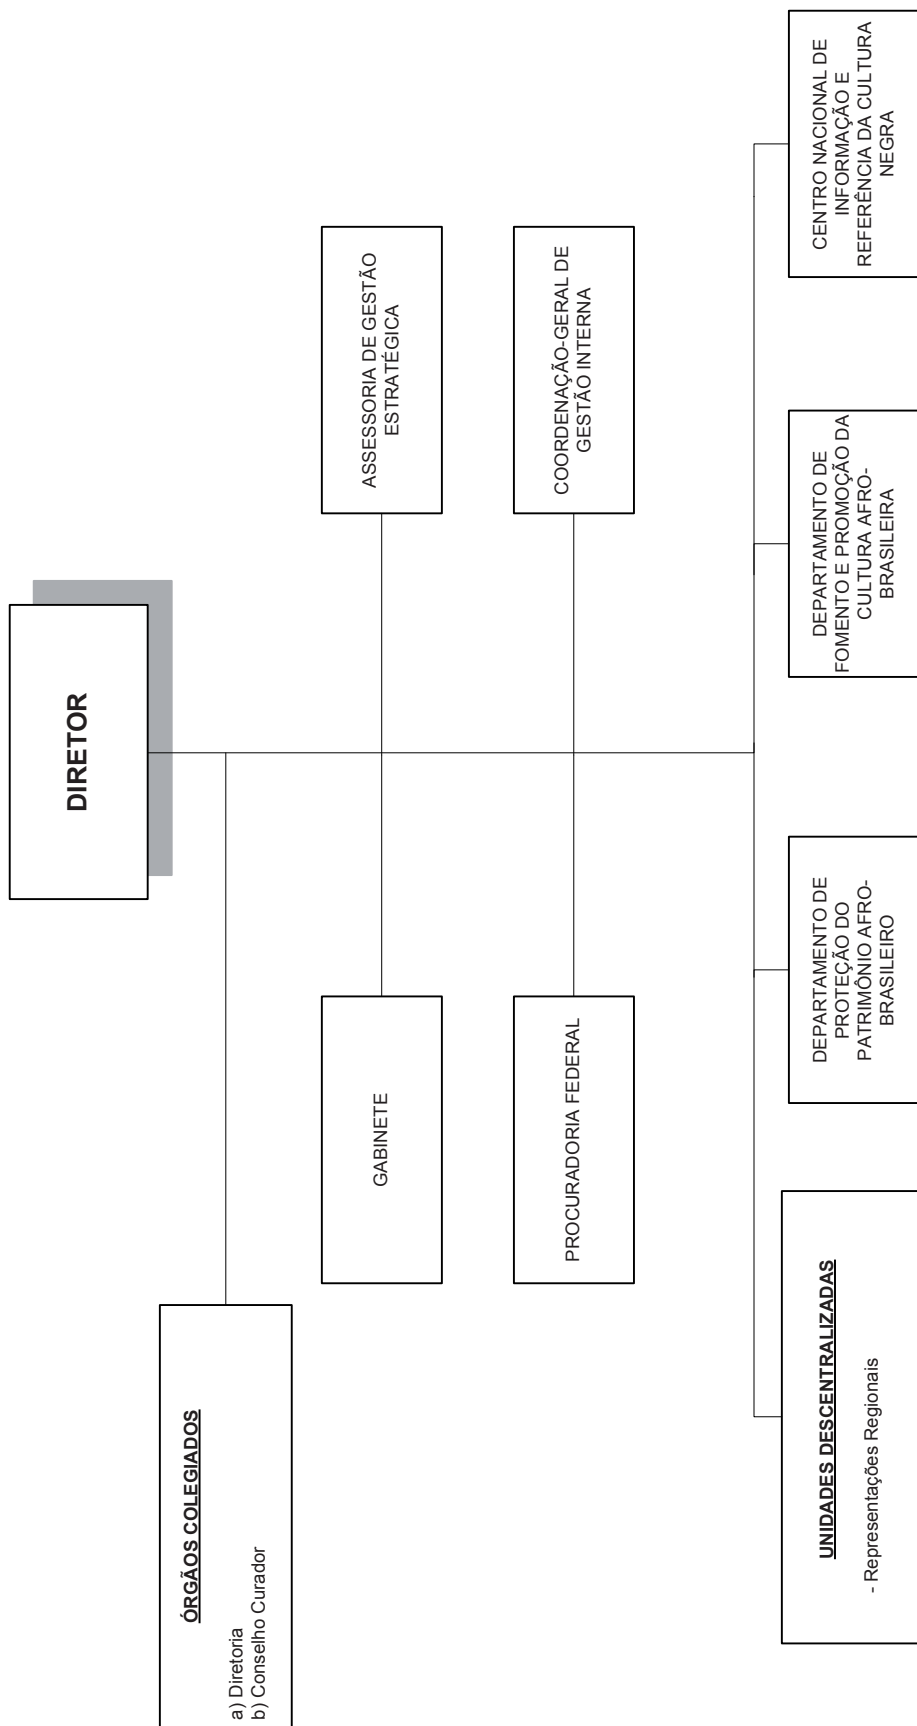 DIRETOR
ÓRGÃOS COLEGIADOS
a) Diretoria
b) Conselho Curador
GABINETE
ASSESSORIA DE GESTÃO
ESTRATÉGICA
PROCURADORIA FEDERAL
COORDENAÇÃO-GERAL DE
GESTÃO INTERNA
UNIDADES DESCENTRALIZADAS
- Representações Regionais
DEPARTAMENTO DE
PROTEÇÃO DO
PATRIMÔNIO AFRO-
BRASILEIRO
DEPARTAMENTO DE
FOMENTO E PROMOÇÃO DA
CULTURA AFRO-
BRASILEIRA
CENTRO NACIONAL DE
INFORMAÇÃO E
REFERÊNCIA DA CULTURA
NEGRA